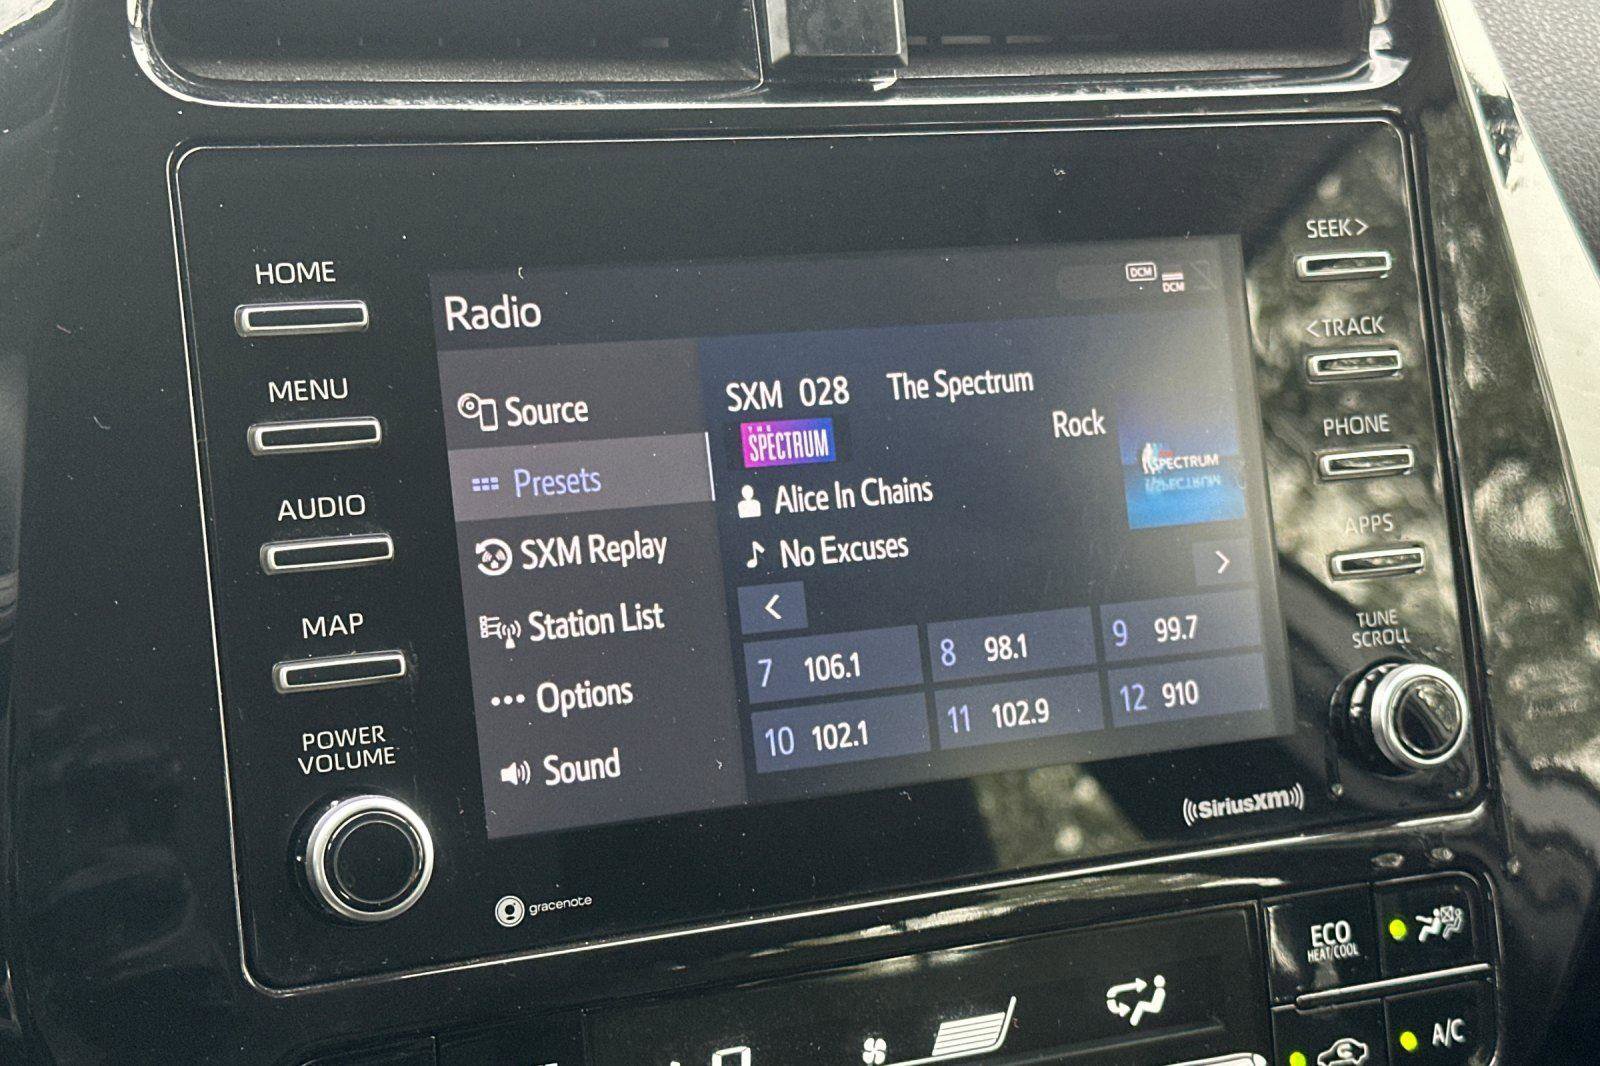 HOME
MENU
AUDIO
MAP
POWER
VOLUME
Radio
DCM
DCM
Source
Presets
SXM Replay
Station List
Options
Sound
SXM 028 The Spectrum
THE
SPECTRUM
Rock
SPECTRUM
Alice In Chains
No Excuses
<
>
7 106.1
8 98.1
9 99.7
10 102.1
11 102.9
12 910
SEEK >
< TRACK
PHONE
APPS
TUNE
SCROLL
gracenote
SiriusXM
ECO
HEAT/COOL
A/C